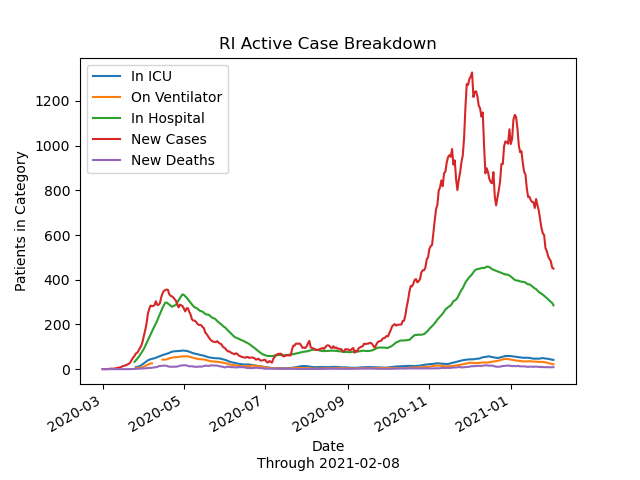 RI Active Case Breakdown
In ICU
On Ventilator
In Hospital
New Cases
New Deaths
Patients in Category
1200
1000
800
600
400
200
0
2020-03
2020-05
2020-07
2020-09
2020-11
2021-01
Date
Through 2021-02-08